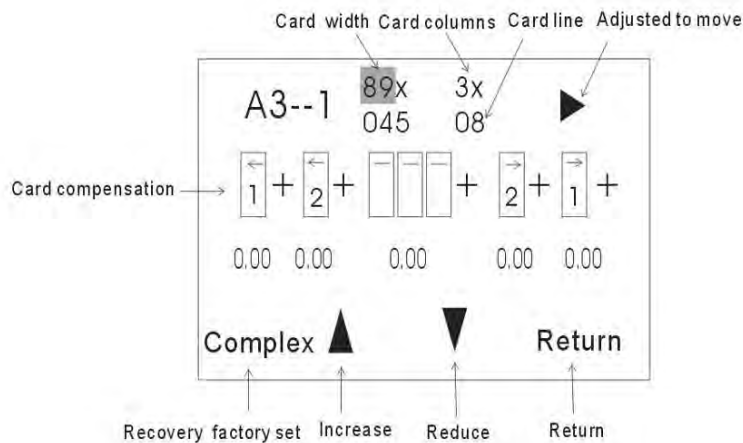 Card width Card columns Card line Adjusted to move
A3--1 89x 3x
045 08
Card compensation
← ← — — — → →
1 + 2 + + 2 + 1 +
0.00 0.00 0.00 0.00 0.00
Complex Return
Recovery factory set Increase Reduce Return